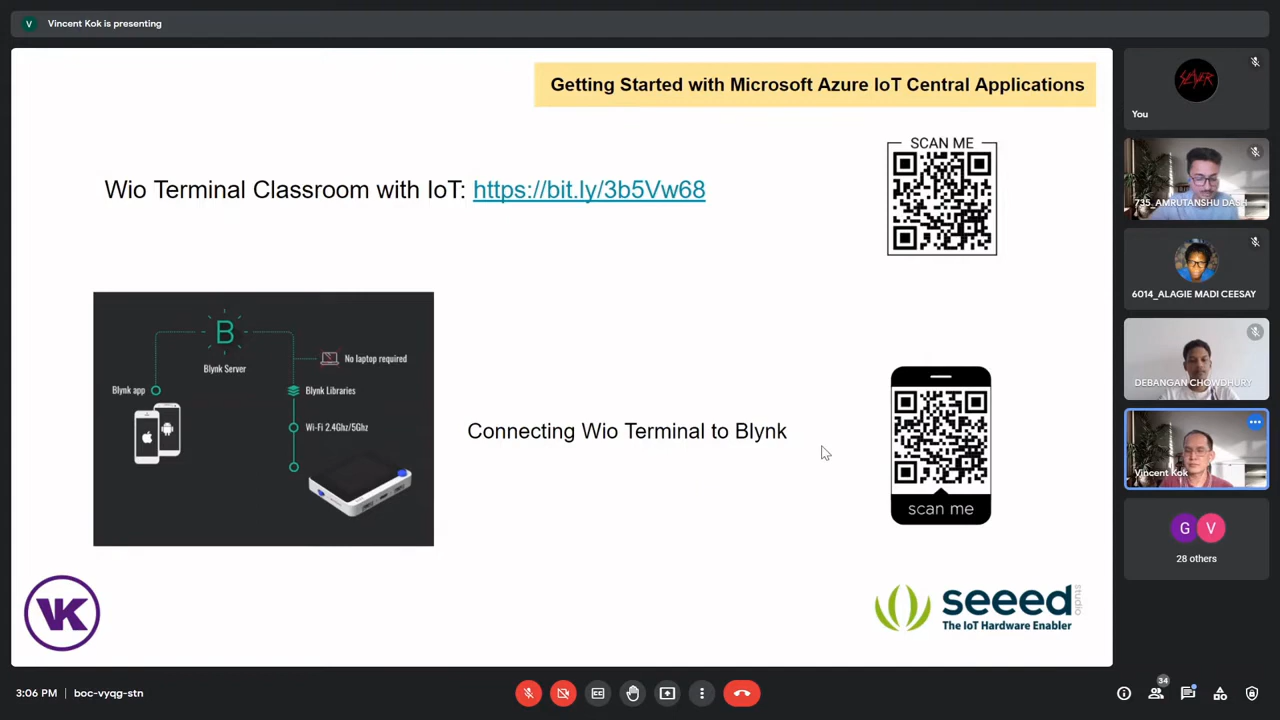 V
Vincent Kok is presenting
Getting Started with Microsoft Azure IoT Central Applications
SCAN ME
Wio Terminal Classroom with IoT: https://bit.ly/3b5Vw68
B
Blynk Server
No laptop required
Blynk app
Blynk Libraries
Wi-Fi 2.4Ghz/5Ghz
Connecting Wio Terminal to Blynk
scan me
VK
seeed studio
The IoT Hardware Enabler
SLAYER
You
735_AMRUTANSHU DASH
6014_ALAGIE MADI CEESAY
DEBANGAN CHOWDHURY
Vincent Kok
G V
28 others
3:06 PM | boc-vyqg-stn
34